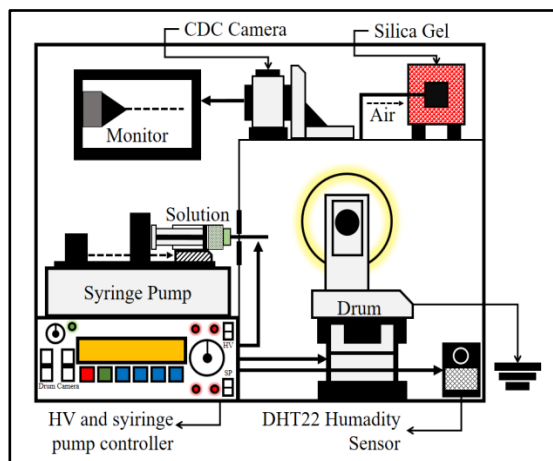 CDC Camera
Silica Gel
Monitor
Air
Solution
Syringe Pump
Drum
HV
Drum Camera
SP
HV and syiringe
pump controller
DHT22 Humadity
Sensor